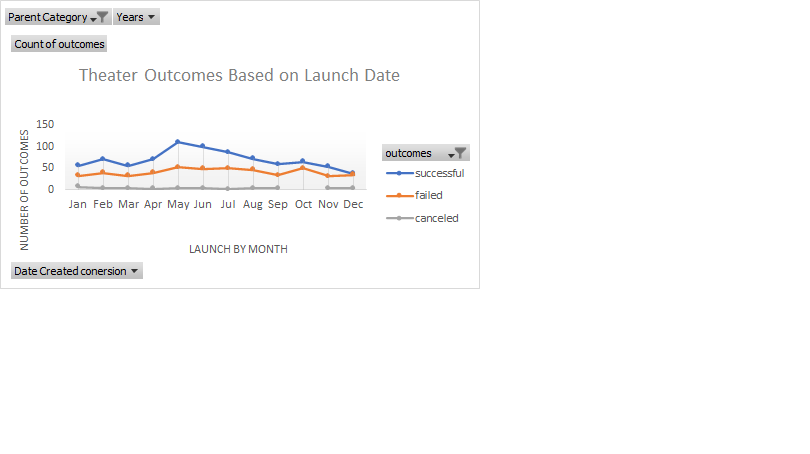 Parent Category Years
Count of outcomes
Theater Outcomes Based on Launch Date
NUMBER OF OUTCOMES
150
100
50
0
Jan Feb Mar Apr May Jun Jul Aug Sep Oct Nov Dec
LAUNCH BY MONTH
outcomes
successful
failed
canceled
Date Created conersion